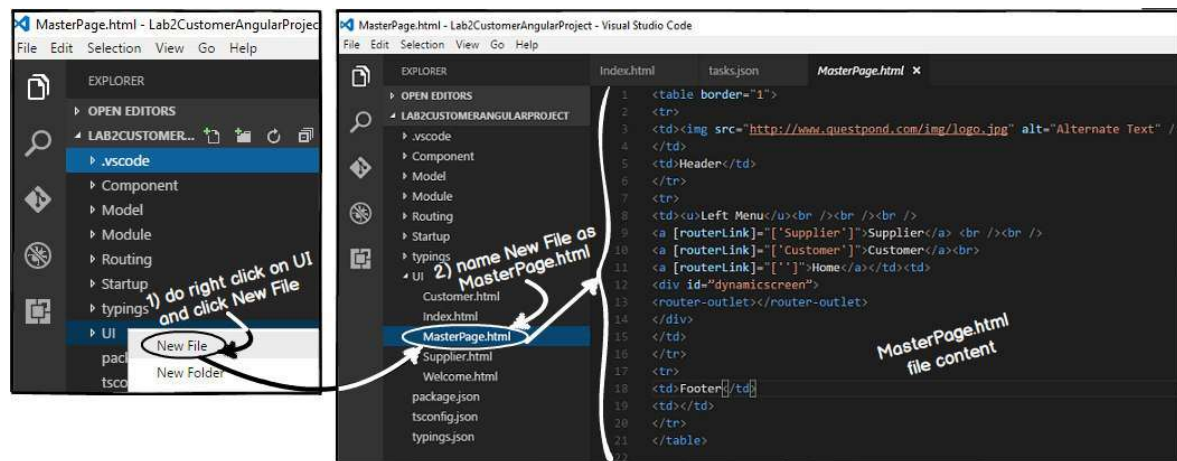 MasterPage.html - Lab2CustomerAngularProjec
File Edit Selection View Go Help
EXPLORER
OPEN EDITORS
LAB2CUSTOMER...
.vscode
Component
Model
Module
Routing
Startup
typings
UI
pac
tsco
New File
New Folder
1) do right click on UI
and click New File
MasterPage.html - Lab2CustomerAngularProject - Visual Studio Code
File Edit Selection View Go Help
EXPLORER
OPEN EDITORS
LAB2CUSTOMERANGULARPROJECT
.vscode
Component
Model
Module
Routing
Startup
typings
UI
Customer.html
Index.html
MasterPage.html
Supplier.html
Welcome.html
package.json
tsconfig.json
typings.json
2) name New File as
MasterPage.html
Index.html tasks.json MasterPage.html ×
1 <table border="1">
2 <tr>
3 <td><img src="http://www.questpond.com/img/logo.jpg" alt="Alternate Text" /
4 </td>
5 <td>Header</td>
6 </tr>
7 <tr>
8 <td><u>Left Menu</u><br /><br /><br />
9 <a [routerLink]="['Supplier']">Supplier</a> <br /><br />
10 <a [routerLink]="['Customer']">Customer</a><br>
11 <a [routerLink]="['']">Home</a></td><td>
12 <div id="dynamicscreen">
13 <router-outlet></router-outlet>
14 </div>
15 </td>
16 </tr>
17 <tr>
18 <td>Footer</td>
19 <td></td>
20 </tr>
21 </table>
22
MasterPage.html
file content